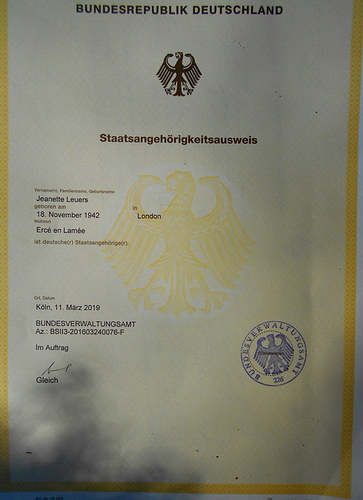 BUNDESREPUBLIK DEUTSCHLAND
Staatsangehörigkeitsausweis
Vorname(n), Familienname, Geburtsname
Jeanette Leuers
geboren am in
18. November 1942 London
Wohnort
Ercé en Lamée
ist deutsche(r) Staatsangehörige(r).
Ort, Datum
Köln, 11. März 2019
BUNDESVERWALTUNGSAMT
Az.: BSII3-201603240076-F
Im Auftrag
Gleich
BUNDESVERWALTUNGSAMT